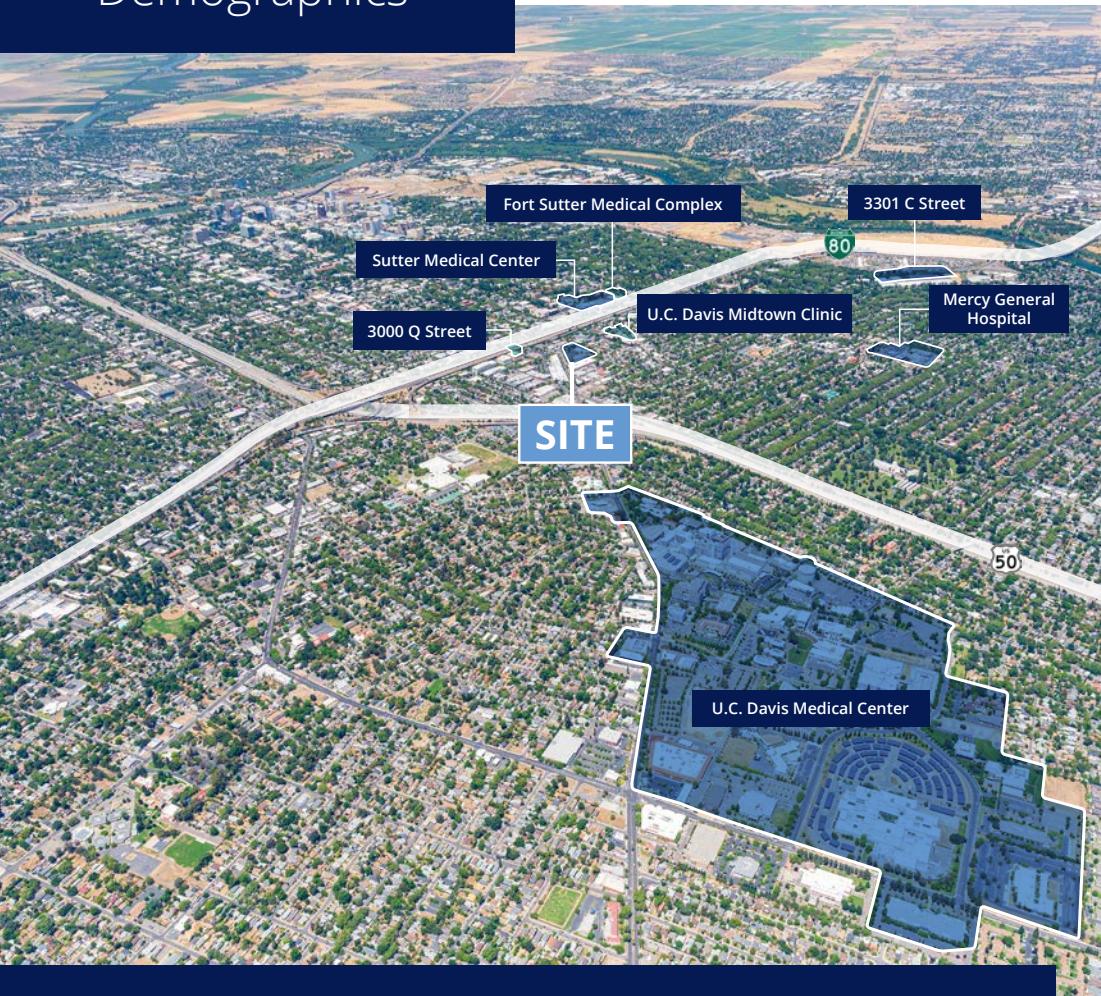 Demographics
Fort Sutter Medical Complex
3301 C Street
80
Sutter Medical Center
Mercy General
Hospital
U.C. Davis Midtown Clinic
3000 Q Street
SITE
US
50
U.C. Davis Medical Center